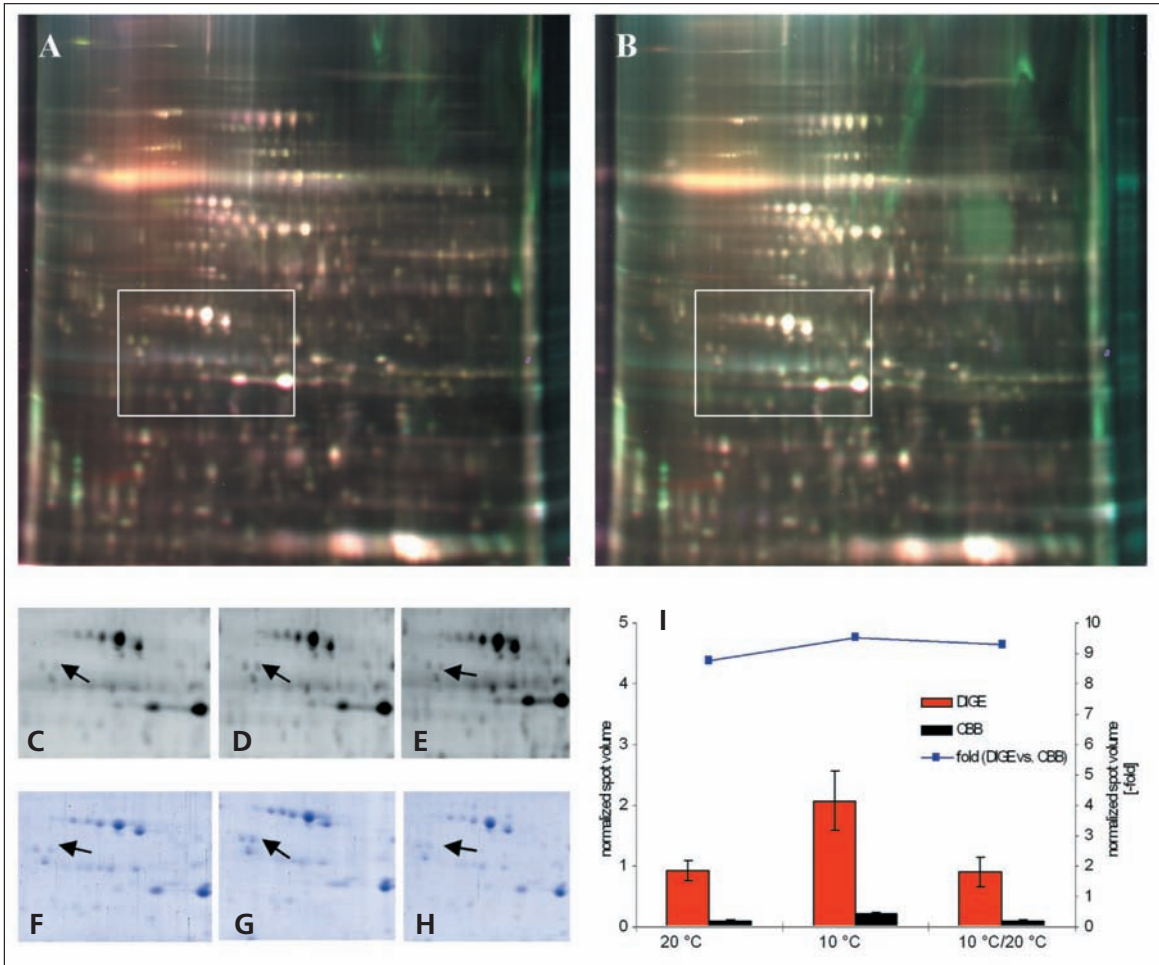 A
B
C
D
E
F
G
H
I
5
4
3
2
1
0
normalized spot volume
DIGE
CBB
fold (DIGE vs. CBB)
10
9
8
7
6
5
4
3
2
1
0
normalized spot volume
[-fold]
20 °C
10 °C
10 °C/20 °C